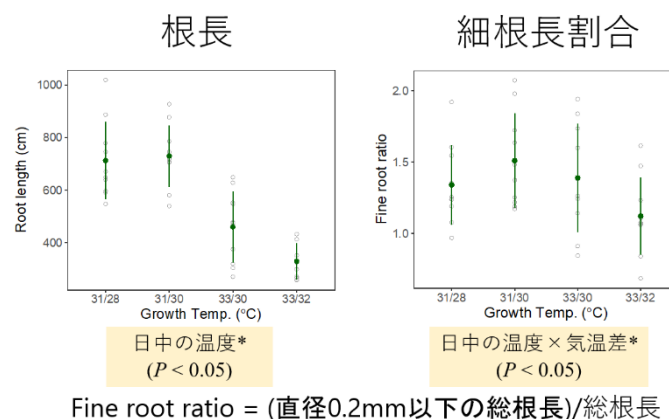 根長
細根長割合
1000
800
600
400
Root length (cm)
31/28 31/30 33/30 33/32
Growth Temp. (°C)
2.0
1.5
1.0
Fine root ratio
31/28 31/30 33/30 33/32
Growth Temp. (°C)
日中の温度*
(P < 0.05)
日中の温度×気温差*
(P < 0.05)
Fine root ratio = (直径0.2mm以下の総根長)/総根長